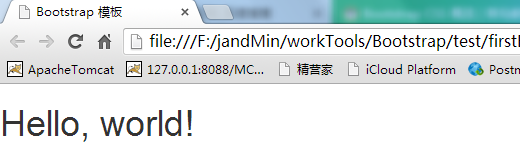 Bootstrap 模板
file:///F:/jandMin/workTools/Bootstrap/test/first
ApacheTomcat 127.0.0.1:8088/MC... 精营家 iCloud Platform Postm
Hello, world!